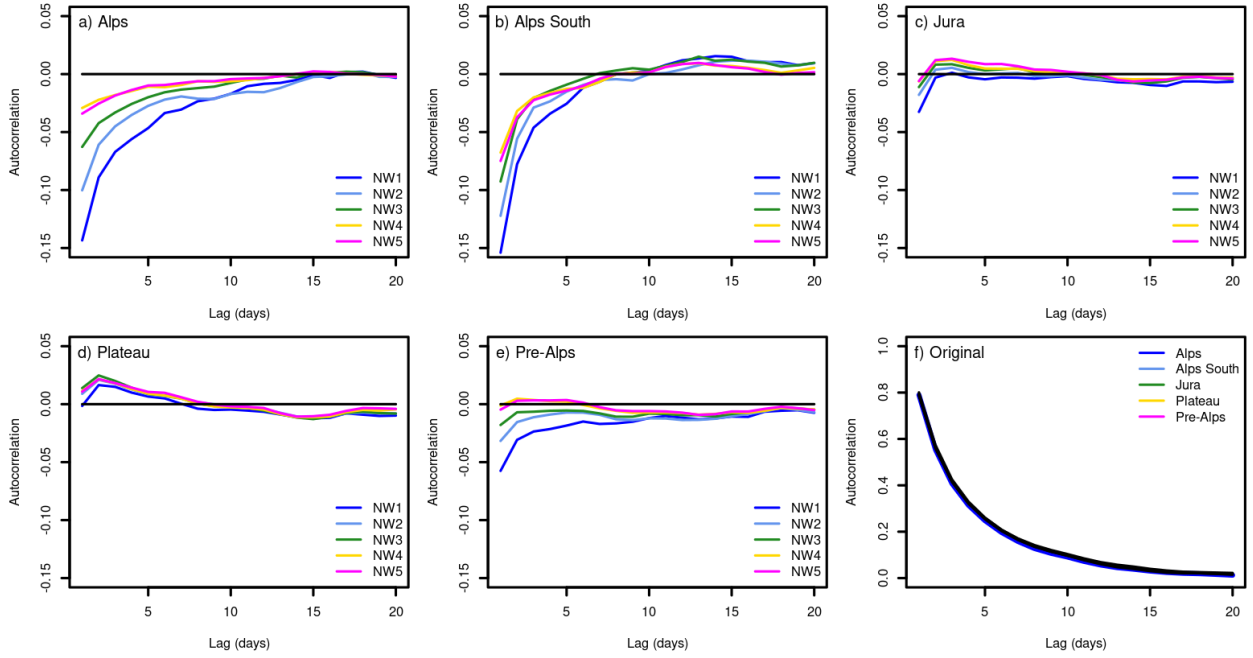 a) Alps
Autocorrelation
0.05
0.00
-0.05
-0.10
-0.15
NW1
NW2
NW3
NW4
NW5
5
10
15
20
Lag (days)
b) Alps South
Autocorrelation
0.05
0.00
-0.05
-0.10
-0.15
NW1
NW2
NW3
NW4
NW5
5
10
15
20
Lag (days)
c) Jura
Autocorrelation
0.05
0.00
-0.05
-0.10
-0.15
NW1
NW2
NW3
NW4
NW5
5
10
15
20
Lag (days)
d) Plateau
Autocorrelation
0.05
0.00
-0.05
-0.10
-0.15
NW1
NW2
NW3
NW4
NW5
5
10
15
20
Lag (days)
e) Pre-Alps
Autocorrelation
0.05
0.00
-0.05
-0.10
-0.15
NW1
NW2
NW3
NW4
NW5
5
10
15
20
Lag (days)
f) Original
Autocorrelation
1.0
0.8
0.6
0.4
0.2
0.0
Alps
Alps South
Jura
Plateau
Pre-Alps
5
10
15
20
Lag (days)